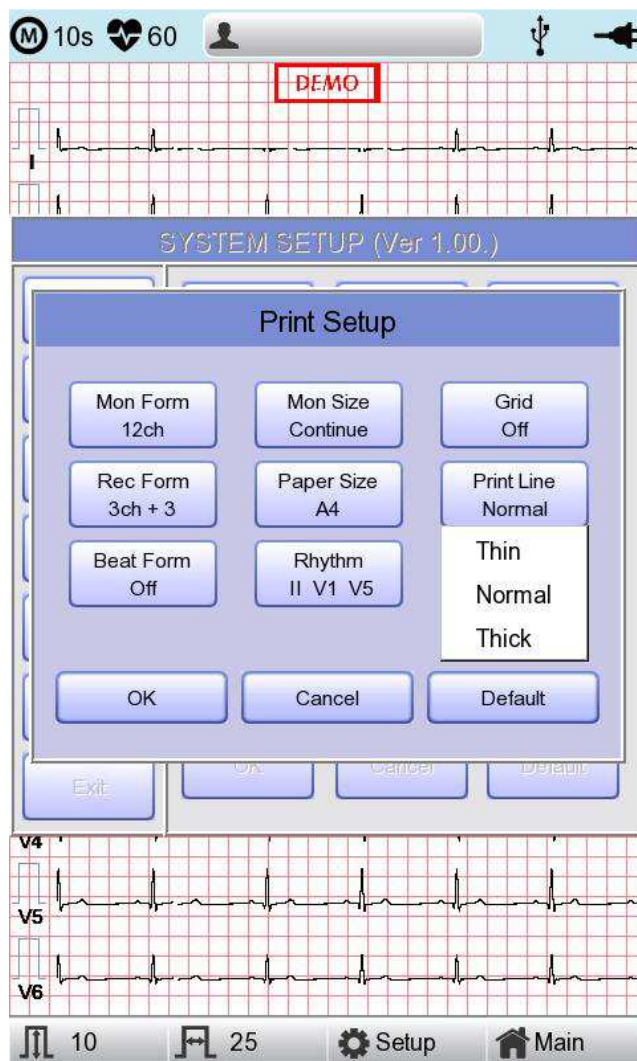 M 10s 60
DEMO
I
SYSTEM SETUP (Ver 1.00.)
Print Setup
Mon Form
12ch
Mon Size
Continue
Grid
Off
Rec Form
3ch + 3
Paper Size
A4
Print Line
Normal
Beat Form
Off
Rhythm
II V1 V5
Thin
Normal
Thick
OK
Cancel
Default
Exit
OK
Cancel
Default
V4
V5
V6
10
25
Setup
Main